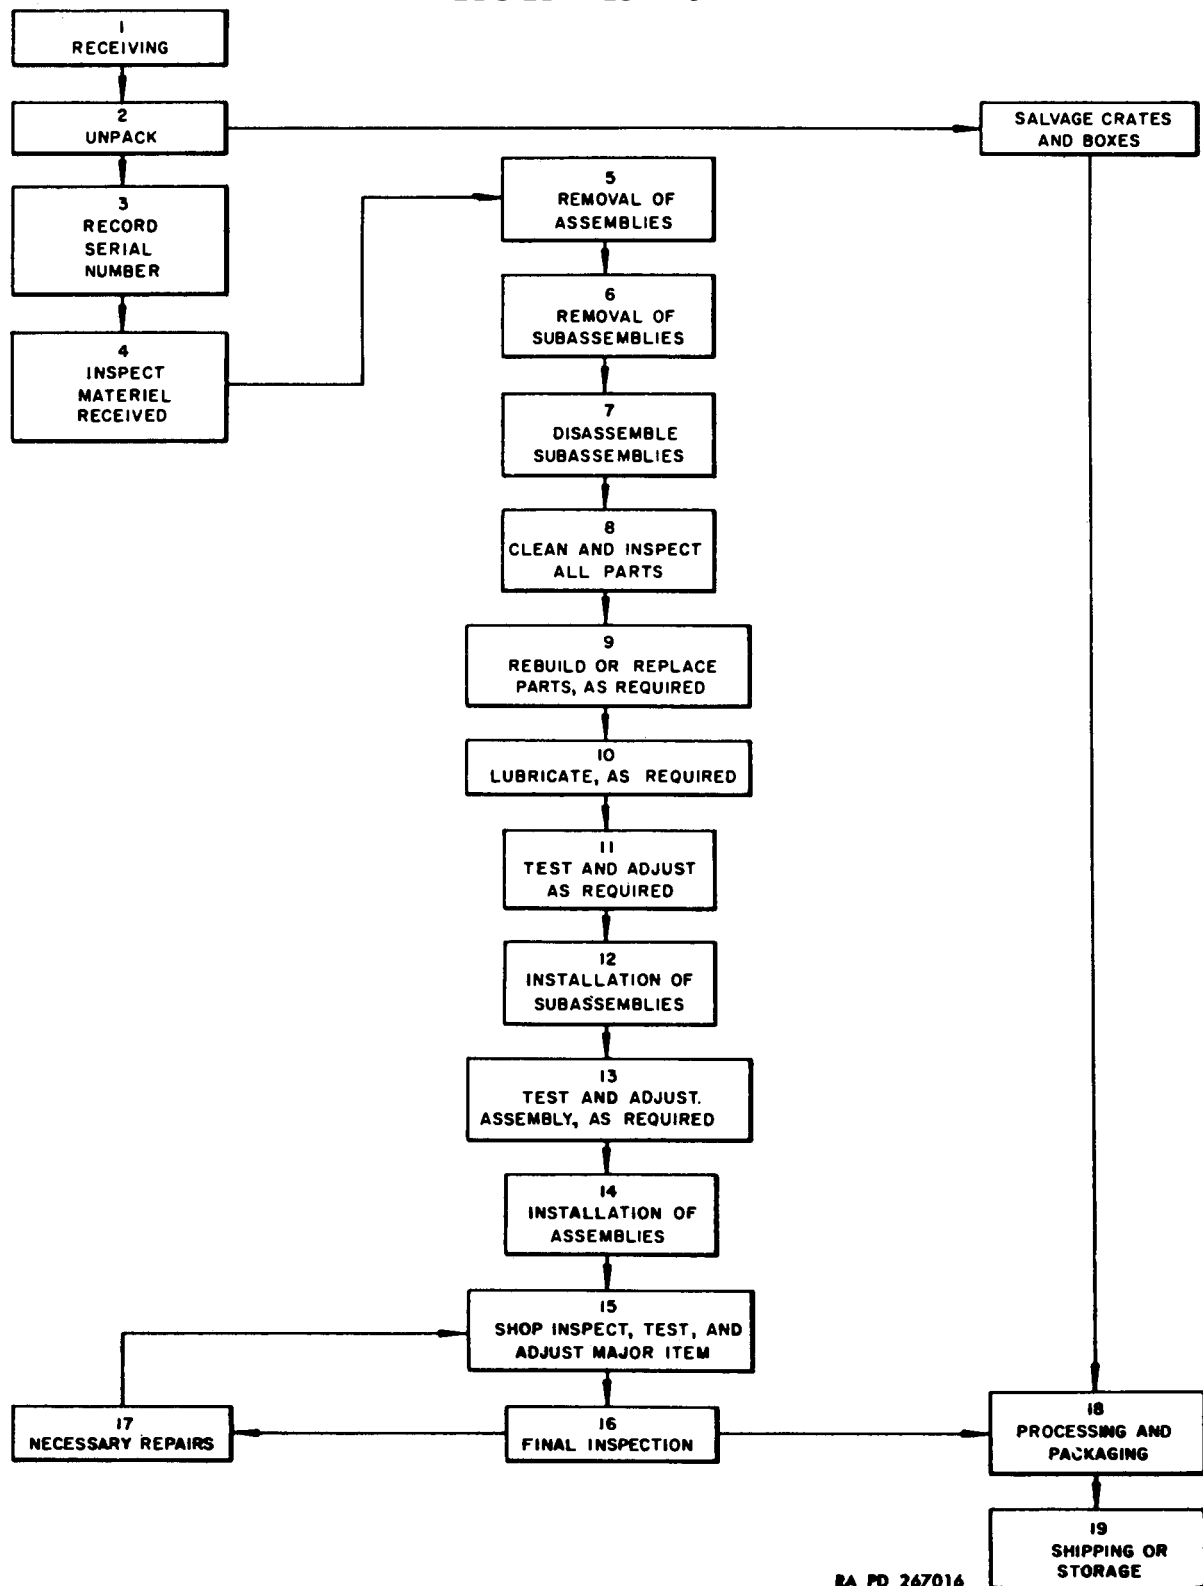 1
RECEIVING
2
UNPACK
SALVAGE CRATES
AND BOXES
3
RECORD
SERIAL
NUMBER
4
INSPECT
MATERIEL
RECEIVED
5
REMOVAL OF
ASSEMBLIES
6
REMOVAL OF
SUBASSEMBLIES
7
DISASSEMBLE
SUBASSEMBLIES
8
CLEAN AND INSPECT
ALL PARTS
9
REBUILD OR REPLACE
PARTS, AS REQUIRED
10
LUBRICATE, AS REQUIRED
11
TEST AND ADJUST
AS REQUIRED
12
INSTALLATION OF
SUBASSEMBLIES
13
TEST AND ADJUST.
ASSEMBLY, AS REQUIRED
14
INSTALLATION OF
ASSEMBLIES
15
SHOP INSPECT, TEST, AND
ADJUST MAJOR ITEM
17
NECESSARY REPAIRS
16
FINAL INSPECTION
18
PROCESSING AND
PACKAGING
19
SHIPPING OR
STORAGE
RA PD 267016